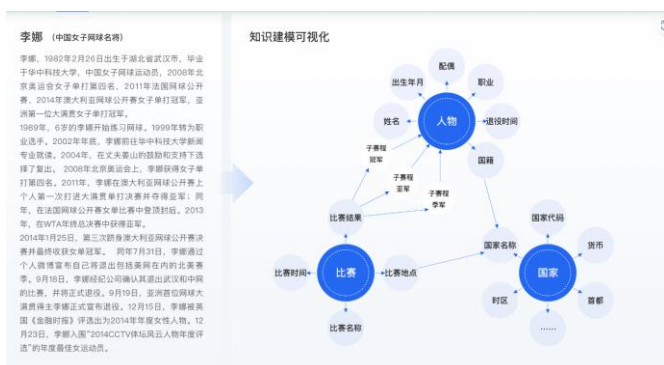 李娜 (中国女子网球名将)
李娜,1982年2月26日出生于湖北省武汉市,毕业
于华中科技大学,中国女子网球运动员,2008年北
京奥运会女子单打第四名,2011年法国网球公开
赛、2014年澳大利亚网球公开赛女子单打冠军,亚
洲第一位大满贯女子单打冠军。
1989年,6岁的李娜开始练习网球。1999年转为职
业选手。2002年年底,李娜前往华中科技大学新闻
专业就读。2004年,在丈夫姜山的鼓励和支持下选
择了复出。 2008年北京奥运会上,李娜获得女子单
打第四名。2011年,李娜在澳大利亚网球公开赛上
个人第一次打进大满贯单打决赛并夺得亚军;同
年,在法国网球公开赛女单比赛中登顶封后。2013
年,在WTA年终总决赛中获得亚军。
2014年1月25日,第三次跻身澳大利亚网球公开赛决
赛并最终收获女单冠军。 同年7月31日,李娜通过
个人微博宣布自己将退出包括美网在内的北美赛
季。9月18日,李娜经纪公司确认其退出武汉和中网
的比赛,并将正式退役。9月19日,亚洲首位网球大
满贯得主李娜正式宣布退役。12月15日,李娜被英
国《金融时报》评选出为2014年年度女性人物。12
月23日,李娜入围“2014CCTV体坛风云人物年度评
选”的年度最佳女运动员。
知识建模可视化
配偶
出生年月
职业
姓名
人物
退役时间
子赛程
冠军
国籍
子赛程
亚军
子赛程
季军
比赛结果
国家代码
国家名称
货币
比赛时间
比赛
比赛地点
国家
时区
首都
比赛名称
……